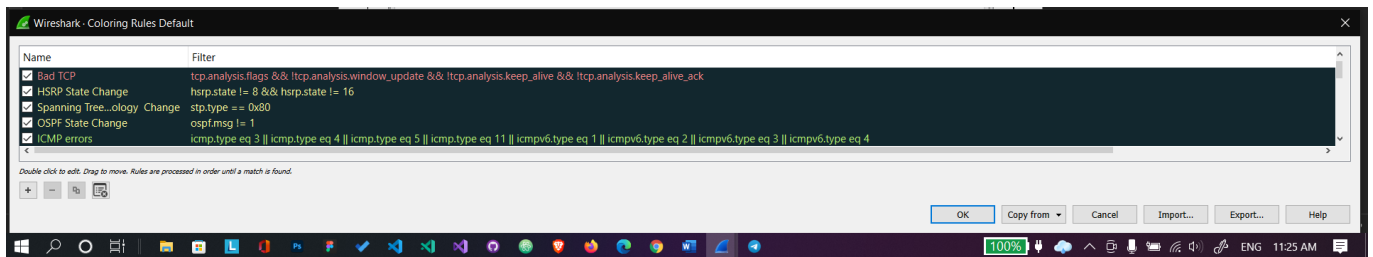 Wireshark · Coloring Rules Default
Name Filter
Bad TCP tcp.analysis.flags && !tcp.analysis.window_update && !tcp.analysis.keep_alive && !tcp.analysis.keep_alive_ack
HSRP State Change hsrp.state != 8 && hsrp.state != 16
Spanning Tree...ology Change stp.type == 0x80
OSPF State Change ospf.msg != 1
ICMP errors icmp.type eq 3 || icmp.type eq 4 || icmp.type eq 5 || icmp.type eq 11 || icmpv6.type eq 1 || icmpv6.type eq 2 || icmpv6.type eq 3 || icmpv6.type eq 4
Double click to edit. Drag to move. Rules are processed in order until a match is found.
OK Copy from Cancel Import... Export... Help
L Ps W 100% ENG 11:25 AM